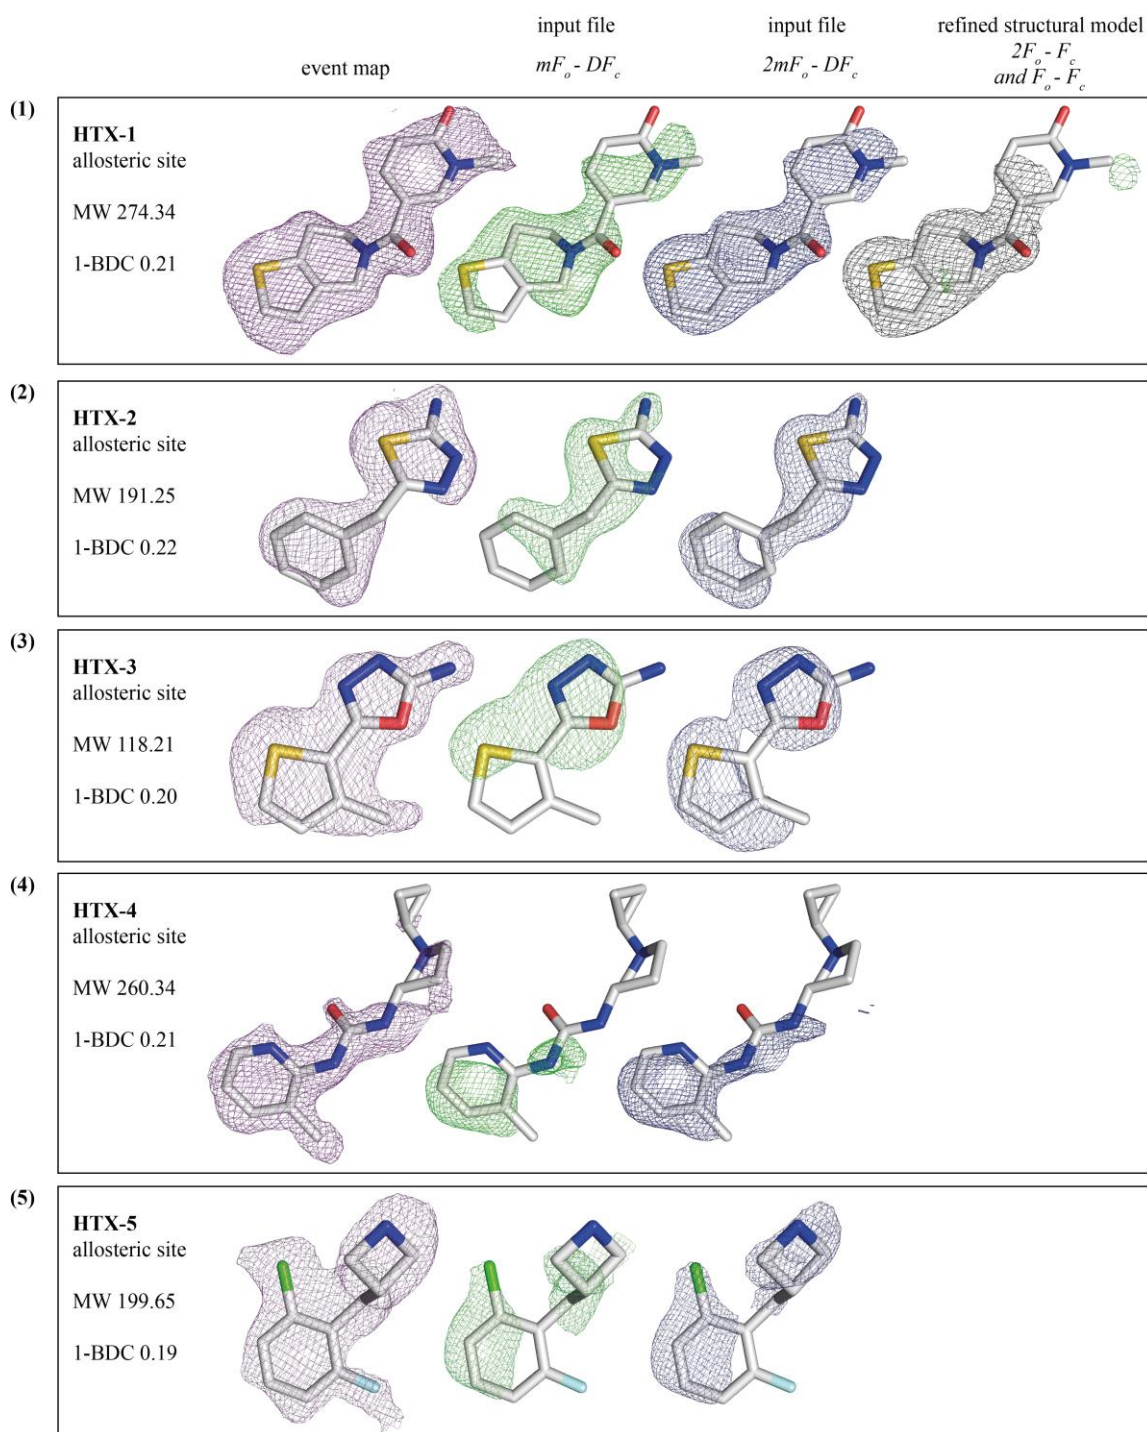 input file input file refined structural model
event map mFo - DFc 2mFo - DFc 2Fo - Fc
and Fo - Fc
(1)
HTX-1
allosteric site
MW 274.34
1-BDC 0.21
(2)
HTX-2
allosteric site
MW 191.25
1-BDC 0.22
(3)
HTX-3
allosteric site
MW 118.21
1-BDC 0.20
(4)
HTX-4
allosteric site
MW 260.34
1-BDC 0.21
(5)
HTX-5
allosteric site
MW 199.65
1-BDC 0.19